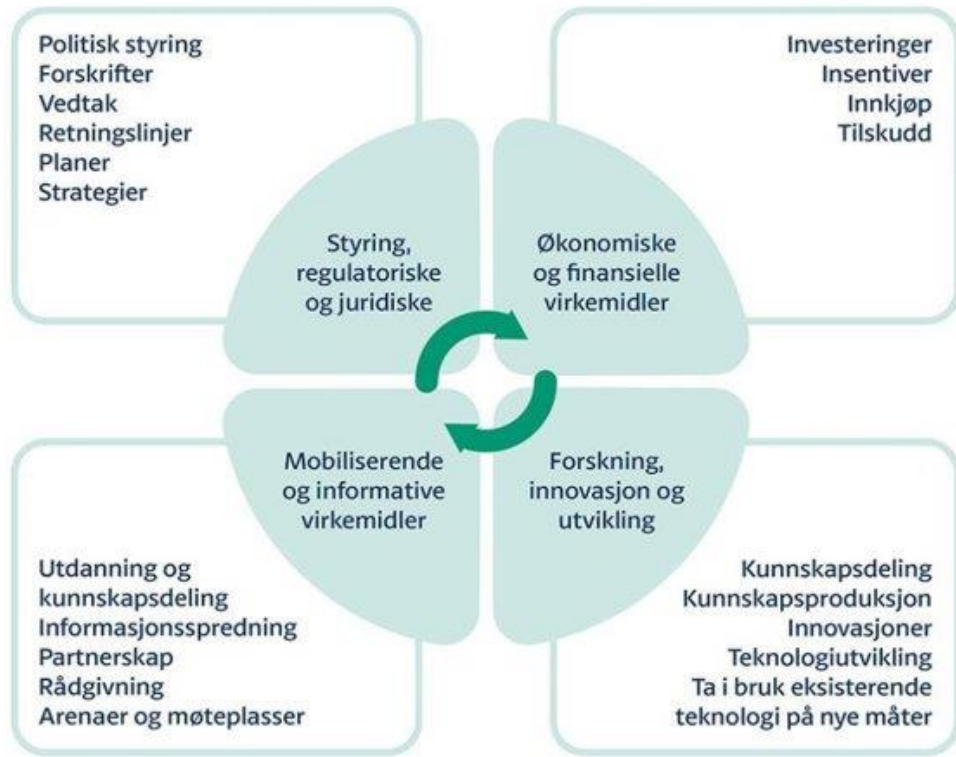 Politisk styring
Forskrifter
Vedtak
Retningslinjer
Planer
Strategier
Investeringer
Insentiver
Innkjøp
Tilskudd
Styring,
regulatoriske
og juridiske
Økonomiske
og finansielle
virkemidler
Mobiliserende
og informative
virkemidler
Forskning,
innovasjon og
utvikling
Utdanning og
kunnskapsdeling
Informasjonsspredning
Partnerskap
Rådgivning
Arenaer og møteplasser
Kunnskapsdeling
Kunnskapsproduksjon
Innovasjoner
Teknologiutvikling
Ta i bruk eksisterende
teknologi på nye måter